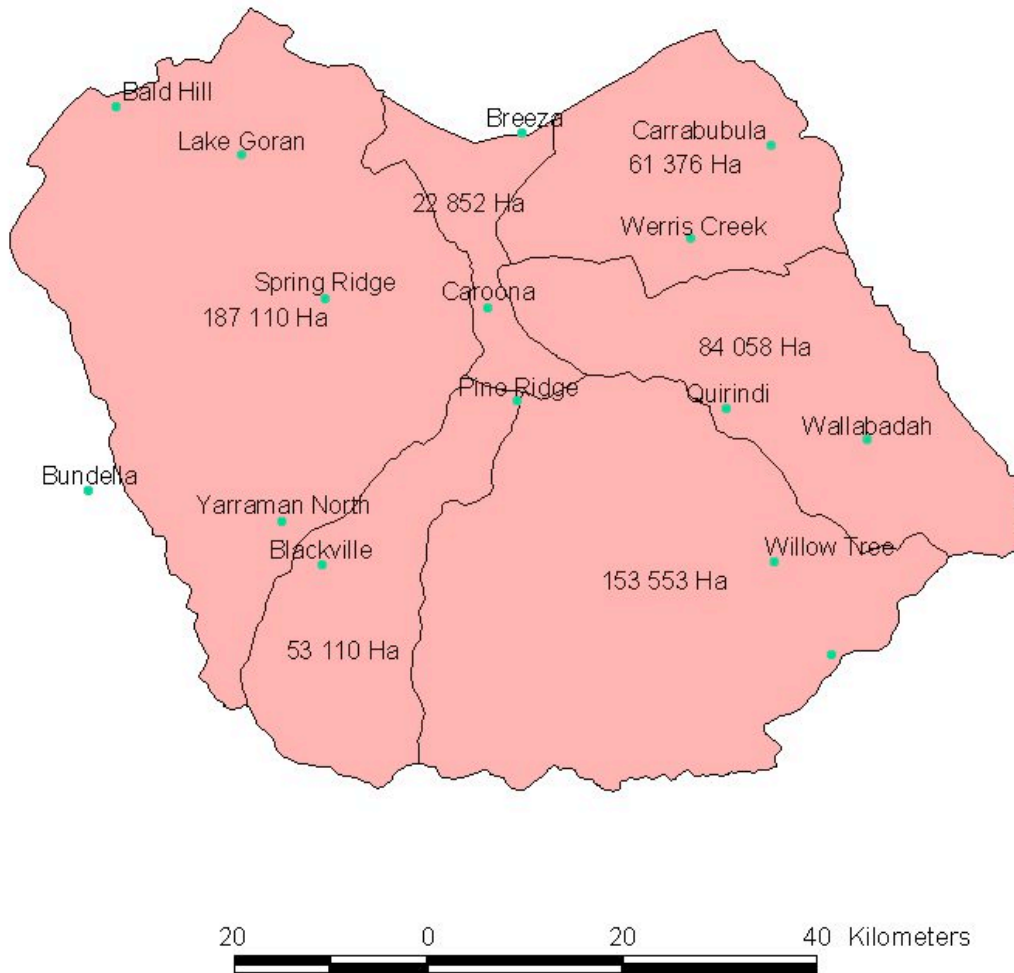 Bald Hill
Breeza
Carrabubula
Lake Goran
61 376 Ha
22 852 Ha
Werris Creek
Spring Ridge
Caroona
187 110 Ha
84 058 Ha
Pine Ridge
Quirindi
Wallabadah
Bundella
Yarraman North
Blackville
Willow Tree
153 553 Ha
53 110 Ha
20 0 20 40 Kilometers